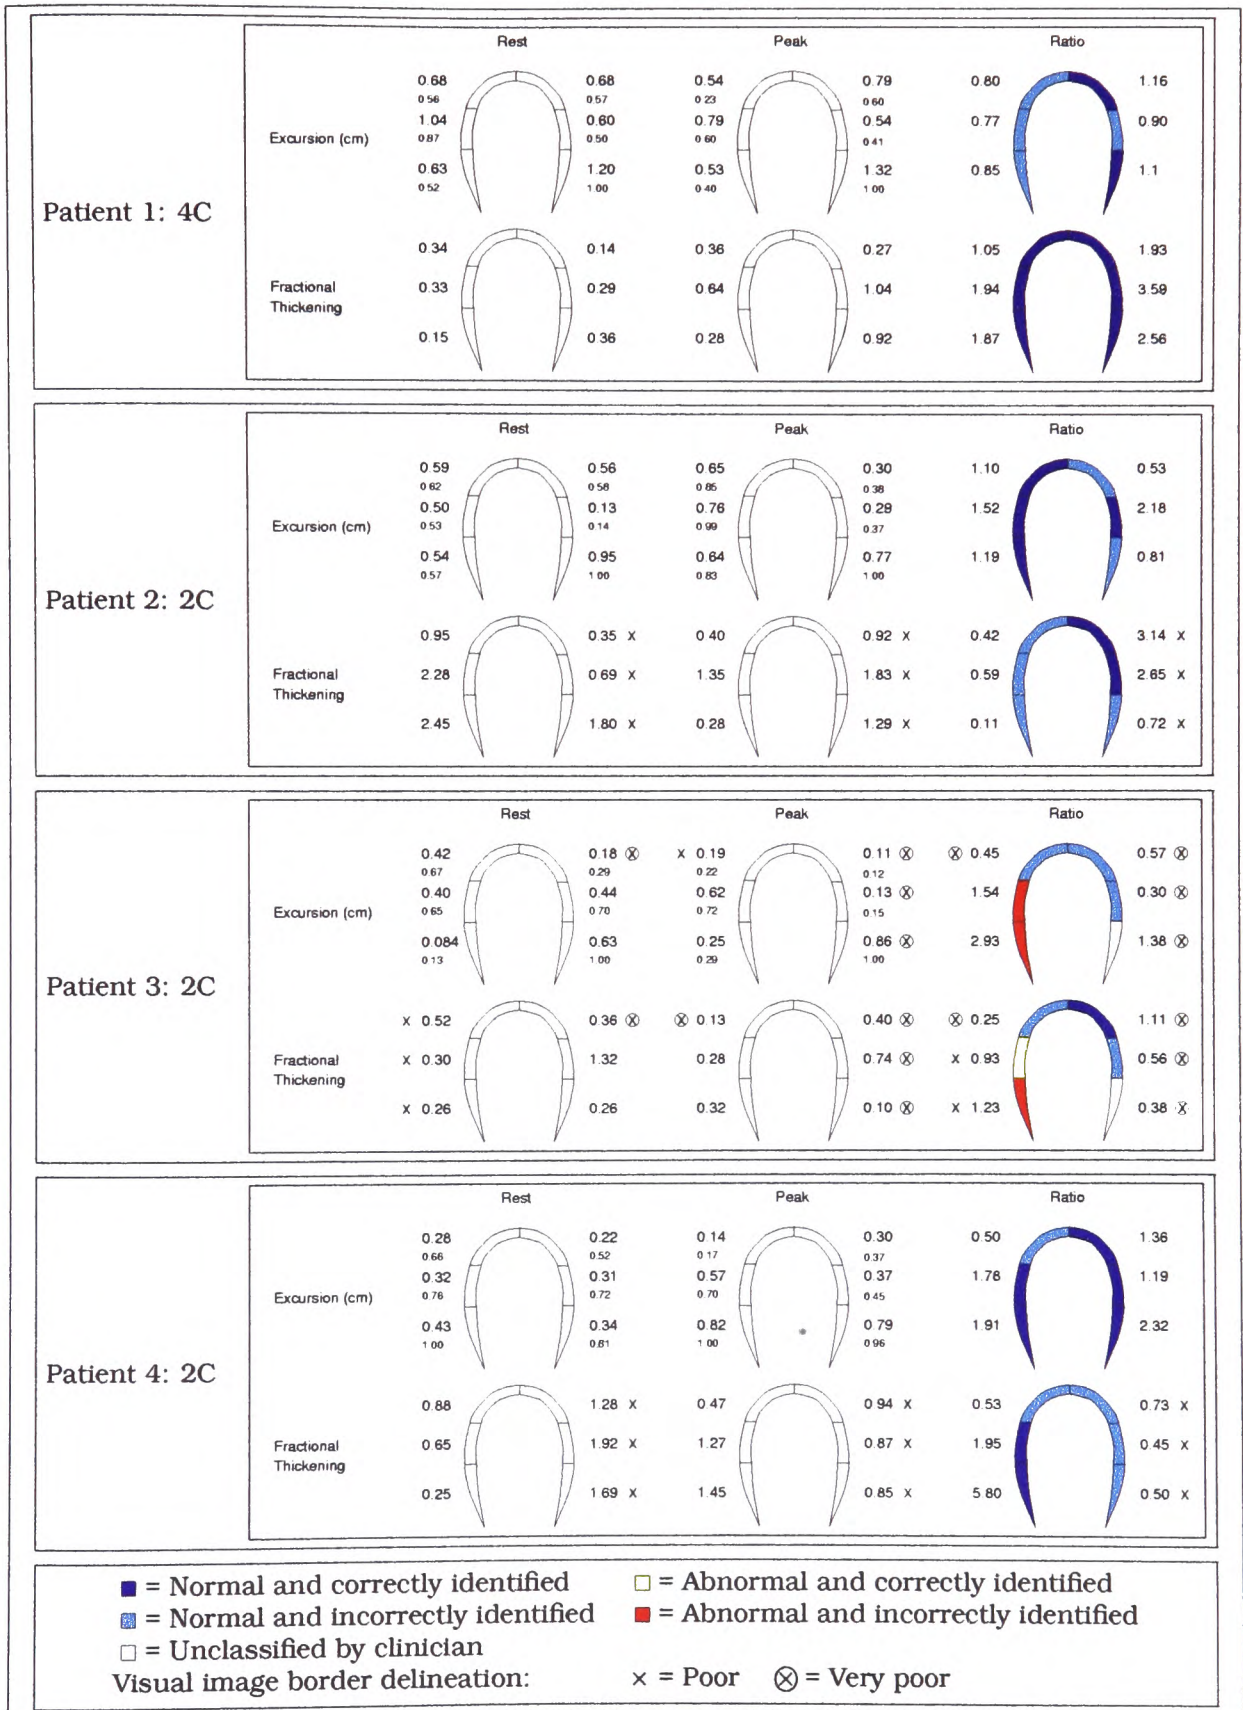 Rest Peak Ratio
0.68 0.68 0.54 0.79 0.80 1.16
0.56 0.57 0.23 0.60
1.04 0.60 0.79 0.54 0.77 0.90
Excursion (cm) 0.87 0.50 0.60 0.41
0.63 1.20 0.53 1.32 0.85 1.1
0.52 1.00 0.40 1.00
Patient 1: 4C
0.34 0.14 0.36 0.27 1.05 1.93
Fractional 0.33 0.29 0.64 1.04 1.94 3.59
Thickening
0.15 0.36 0.28 0.92 1.87 2.56
Rest Peak Ratio
0.59 0.56 0.65 0.30 1.10 0.53
0.62 0.58 0.85 0.38
0.50 0.13 0.76 0.29 1.52 2.18
Excursion (cm) 0.53 0.14 0.99 0.37
0.54 0.95 0.64 0.77 1.19 0.81
0.57 1.00 0.83 1.00
Patient 2: 2C
0.95 0.35 x 0.40 0.92 x 0.42 3.14 x
Fractional 2.28 0.69 x 1.35 1.83 x 0.59 2.65 x
Thickening
2.45 1.80 x 0.28 1.29 x 0.11 0.72 x
Rest Peak Ratio
0.42 0.18 ⊗ x 0.19 0.11 ⊗ ⊗ 0.45 0.57 ⊗
0.67 0.29 0.22 0.12
0.40 0.44 0.62 0.13 ⊗ 1.54 0.30 ⊗
Excursion (cm) 0.65 0.70 0.72 0.15
0.084 0.63 0.25 0.86 ⊗ 2.93 1.38 ⊗
0.13 1.00 0.29 1.00
Patient 3: 2C
x 0.52 0.36 ⊗ ⊗ 0.13 0.40 ⊗ ⊗ 0.25 1.11 ⊗
Fractional x 0.30 1.32 0.28 0.74 ⊗ x 0.93 0.56 ⊗
Thickening
x 0.26 0.26 0.32 0.10 ⊗ x 1.23 0.38 ⊗
Rest Peak Ratio
0.28 0.22 0.14 0.30 0.50 1.36
0.66 0.52 0.17 0.37
0.32 0.31 0.57 0.37 1.78 1.19
Excursion (cm) 0.76 0.72 0.70 0.45
0.43 0.34 0.82 0.79 1.91 2.32
1.00 0.81 1.00 0.96
Patient 4: 2C
0.88 1.28 x 0.47 0.94 x 0.53 0.73 x
Fractional 0.65 1.92 x 1.27 0.87 x 1.95 0.45 x
Thickening
0.25 1.69 x 1.45 0.85 x 5.80 0.50 x
= Normal and correctly identified = Abnormal and correctly identified
= Normal and incorrectly identified = Abnormal and incorrectly identified
= Unclassified by clinician
Visual image border delineation: × = Poor ⊗ = Very poor